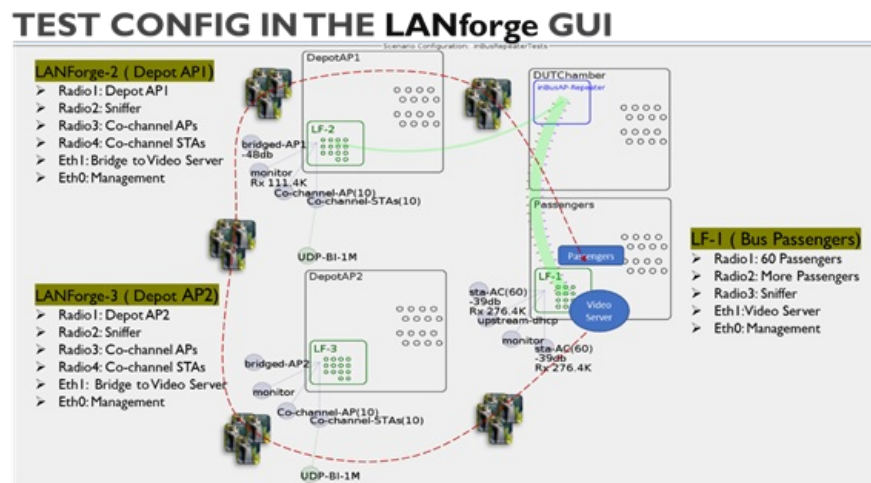 TEST CONFIG IN THE LANforge GUI
Scenario Configuration: inBusRepeaterTests
LANForge-2 ( Depot AP1)
➢ Radio1: Depot AP1
➢ Radio2: Sniffer
➢ Radio3: Co-channel APs
➢ Radio4: Co-channel STAs
➢ Eth1: Bridge to Video Server
➢ Eth0: Management
DepotAP1
LF-2
bridged-AP1
-48db
monitor
Rx 111.4K
Co-channel-AP(10)
Co-channel-STAs(10)
UDP-BI-1M
DUTChamber
inBusAP-Repeater
Passengers
Passengers
LF-1
Video
Server
sta-AC(60)
-39db
Rx 276.4K
upstream-dhcp
monitor
sta-AC(60)
-39db
Rx 276.4K
LF-1 ( Bus Passengers)
➢ Radio1: 60 Passengers
➢ Radio2: More Passengers
➢ Radio3: Sniffer
➢ Eth1: Video Server
➢ Eth0: Management
LANForge-3 ( Depot AP2)
➢ Radio1: Depot AP2
➢ Radio2: Sniffer
➢ Radio3: Co-channel APs
➢ Radio4: Co-channel STAs
➢ Eth1: Bridge to Video Server
➢ Eth0: Management
DepotAP2
LF-3
bridged-AP2
monitor
Co-channel-AP(10)
Co-channel-STAs(10)
UDP-BI-1M